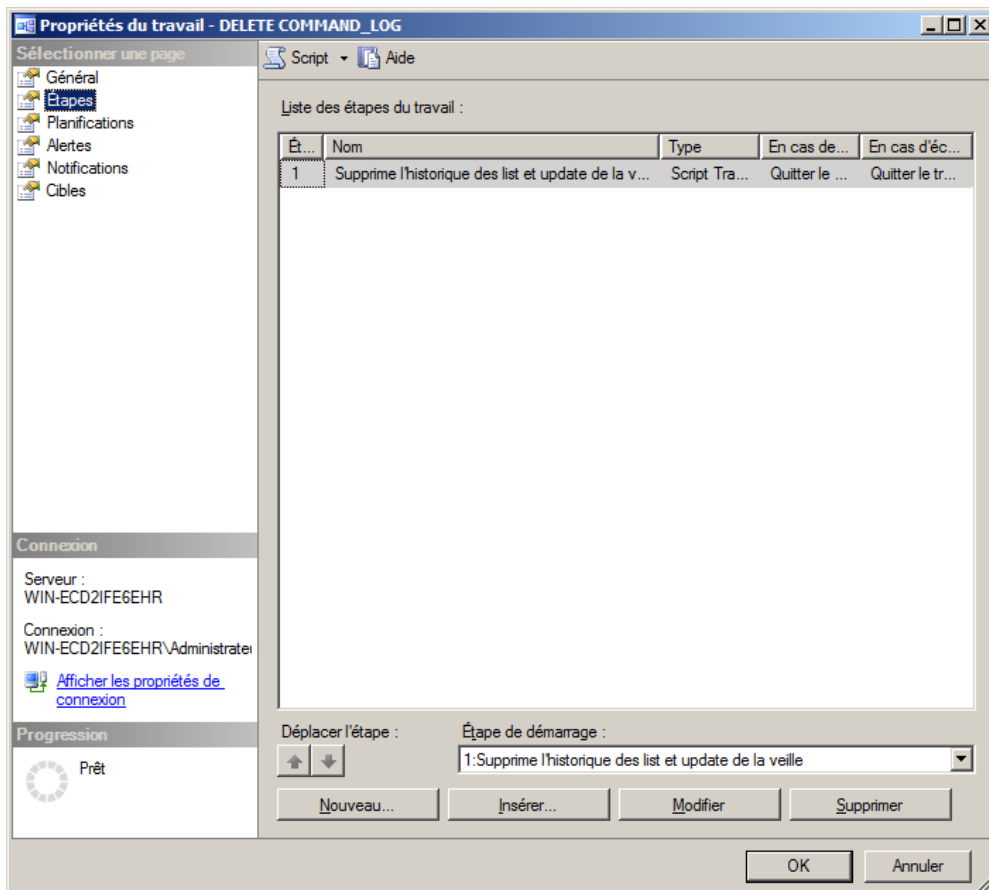 Propriétés du travail - DELETE COMMAND_LOG
Sélectionner une page
Général
Étapes
Planifications
Alertes
Notifications
Cibles
Script
Aide
Liste des étapes du travail :
Ét... Nom Type En cas de... En cas d'éc...
1 Supprime l'historique des list et update de la v... Script Tra... Quitter le ... Quitter le tr...
Connexion
Serveur :
WIN-ECD2IFE6EHR
Connexion :
WIN-ECD2IFE6EHR\Administrateu
Afficher les propriétés de
connexion
Progression
Prêt
Déplacer l'étape :
Étape de démarrage :
1:Supprime l'historique des list et update de la veille
Nouveau...
Insérer...
Modifier
Supprimer
OK
Annuler